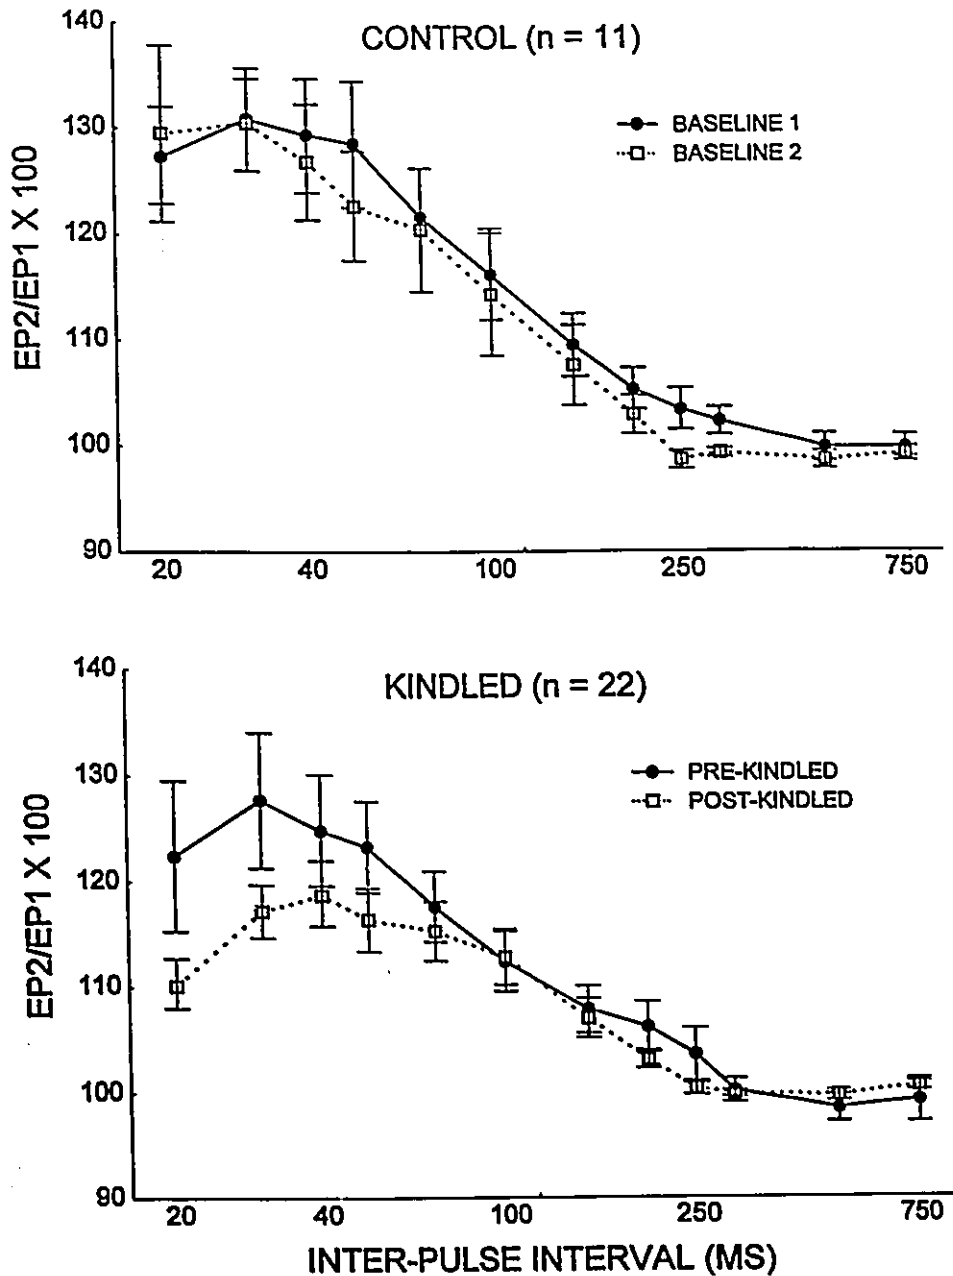 CONTROL (n = 11)
BASELINE 1
BASELINE 2
EP2/EP1 X 100
140
130
120
110
100
90
20 40 100 250 750
KINDLED (n = 22)
PRE-KINDLED
POST-KINDLED
EP2/EP1 X 100
140
130
120
110
100
90
20 40 100 250 750
INTER-PULSE INTERVAL (MS)